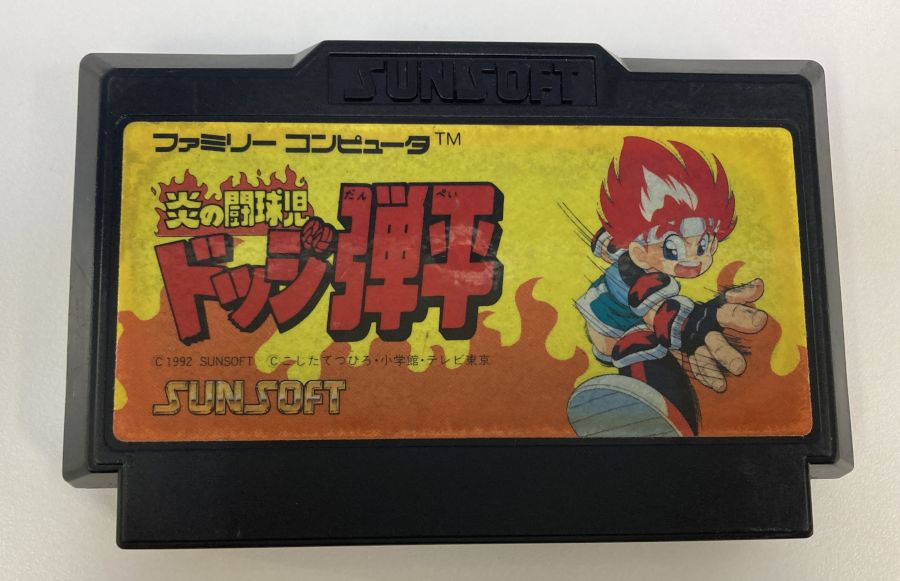 SUNSOFT
ファミリー コンピュータ TM
炎の闘球児
だん ぺい
ドッジ弾平
© 1992 SUNSOFT ©こしたてつひろ・小学館・テレビ東京
SUNSOFT